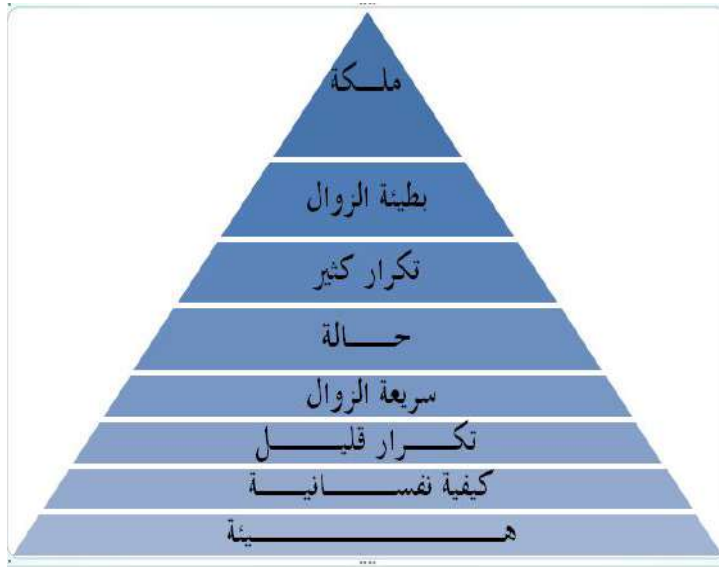 ملكة
بطيئة الزوال
تكرار كثير
حالة
سريعة الزوال
تكرار قليل
كيفية نفسانية
هيئة